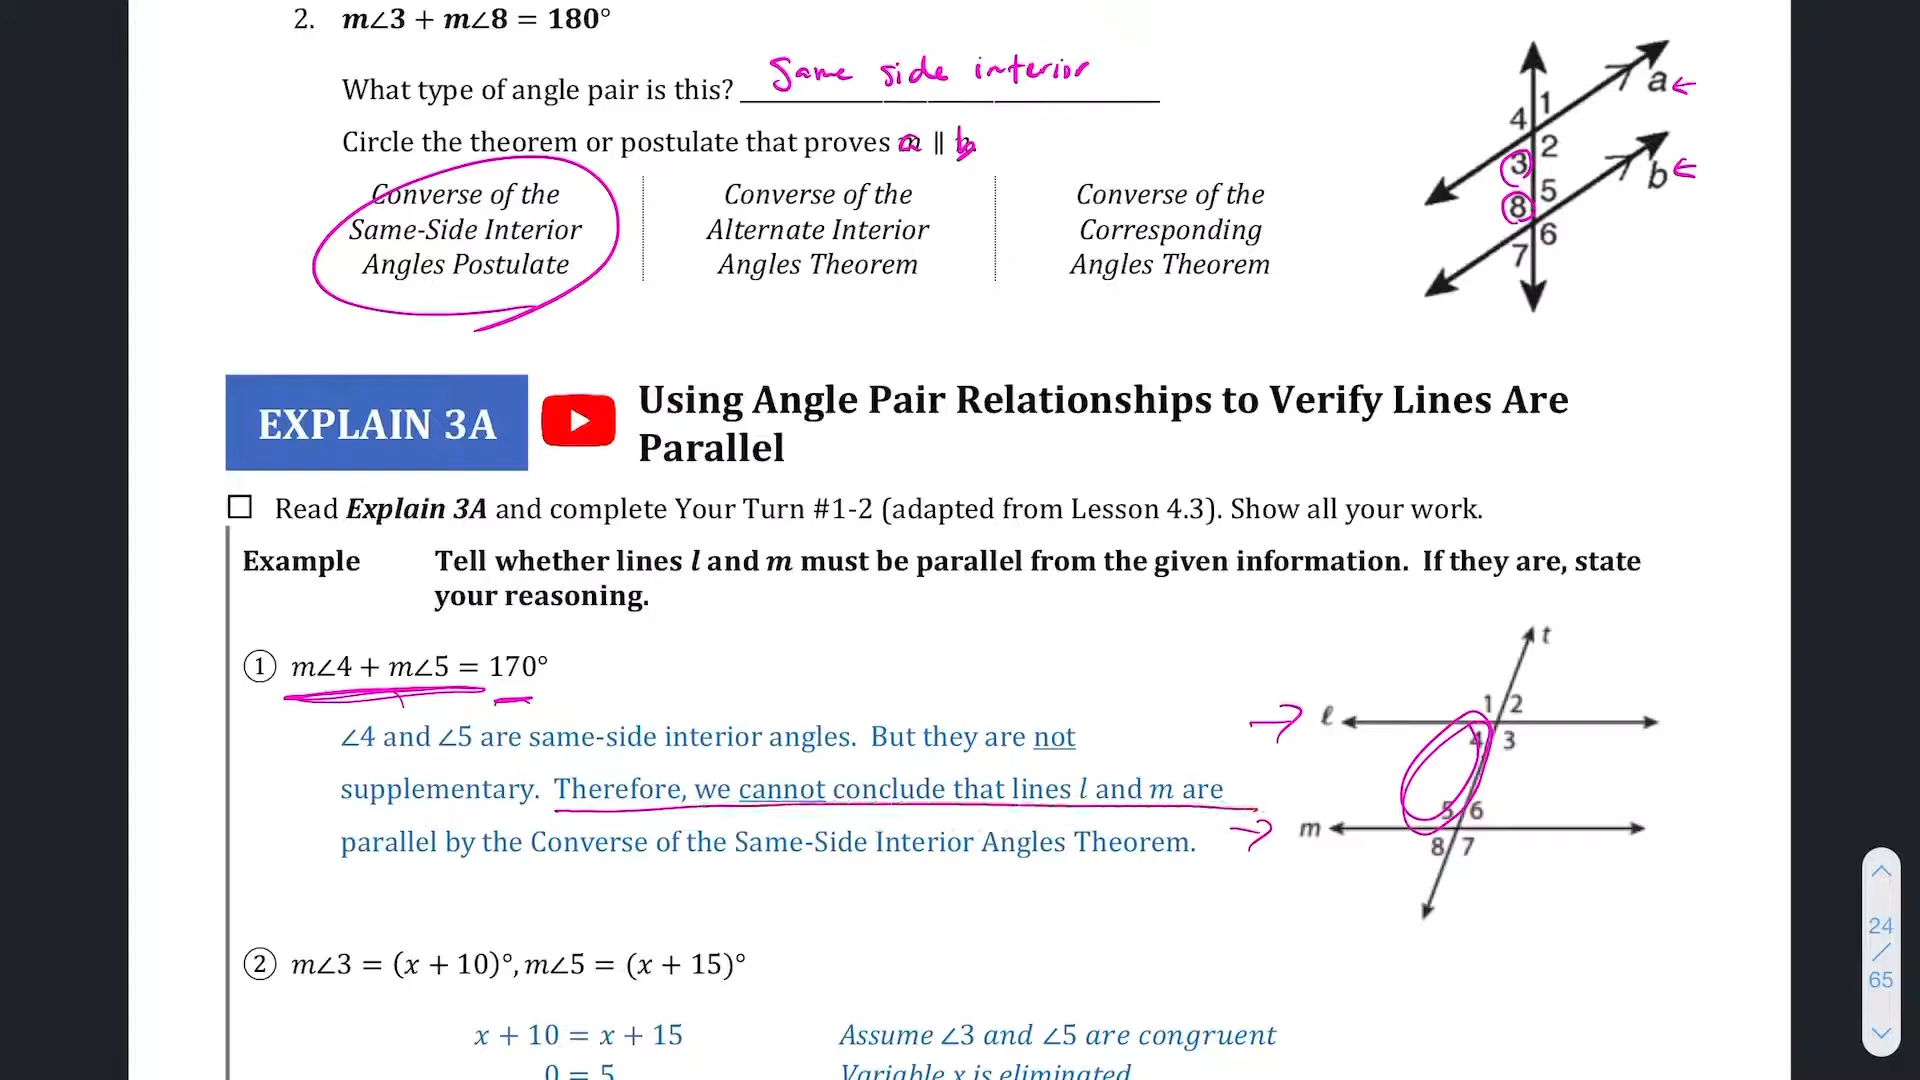 2. m∠3 + m∠8 = 180°
What type of angle pair is this? Same side interior
Circle the theorem or postulate that proves a ∥ b
Converse of the Same-Side Interior Angles Postulate
Converse of the Alternate Interior Angles Theorem
Converse of the Corresponding Angles Theorem
a
b
1
4
2
3
5
8
6
7
EXPLAIN 3A
Using Angle Pair Relationships to Verify Lines Are
Parallel
Read Explain 3A and complete Your Turn #1-2 (adapted from Lesson 4.3). Show all your work.
Example Tell whether lines l and m must be parallel from the given information. If they are, state
your reasoning.
① m∠4 + m∠5 = 170°
∠4 and ∠5 are same-side interior angles. But they are not
supplementary. Therefore, we cannot conclude that lines l and m are
parallel by the Converse of the Same-Side Interior Angles Theorem.
t
1 2
ℓ
4 3
5 6
m
8 7
② m∠3 = (x + 10)°, m∠5 = (x + 15)°
x + 10 = x + 15 Assume ∠3 and ∠5 are congruent
0 = 5 Variable x is eliminated
24
/
65